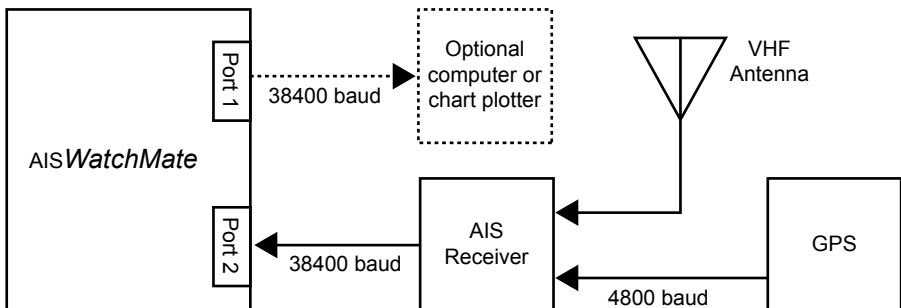 Port 1
Optional
computer or
chart plotter
VHF
Antenna
38400 baud
AISWatchMate
Port 2
AIS
Receiver
GPS
38400 baud
4800 baud